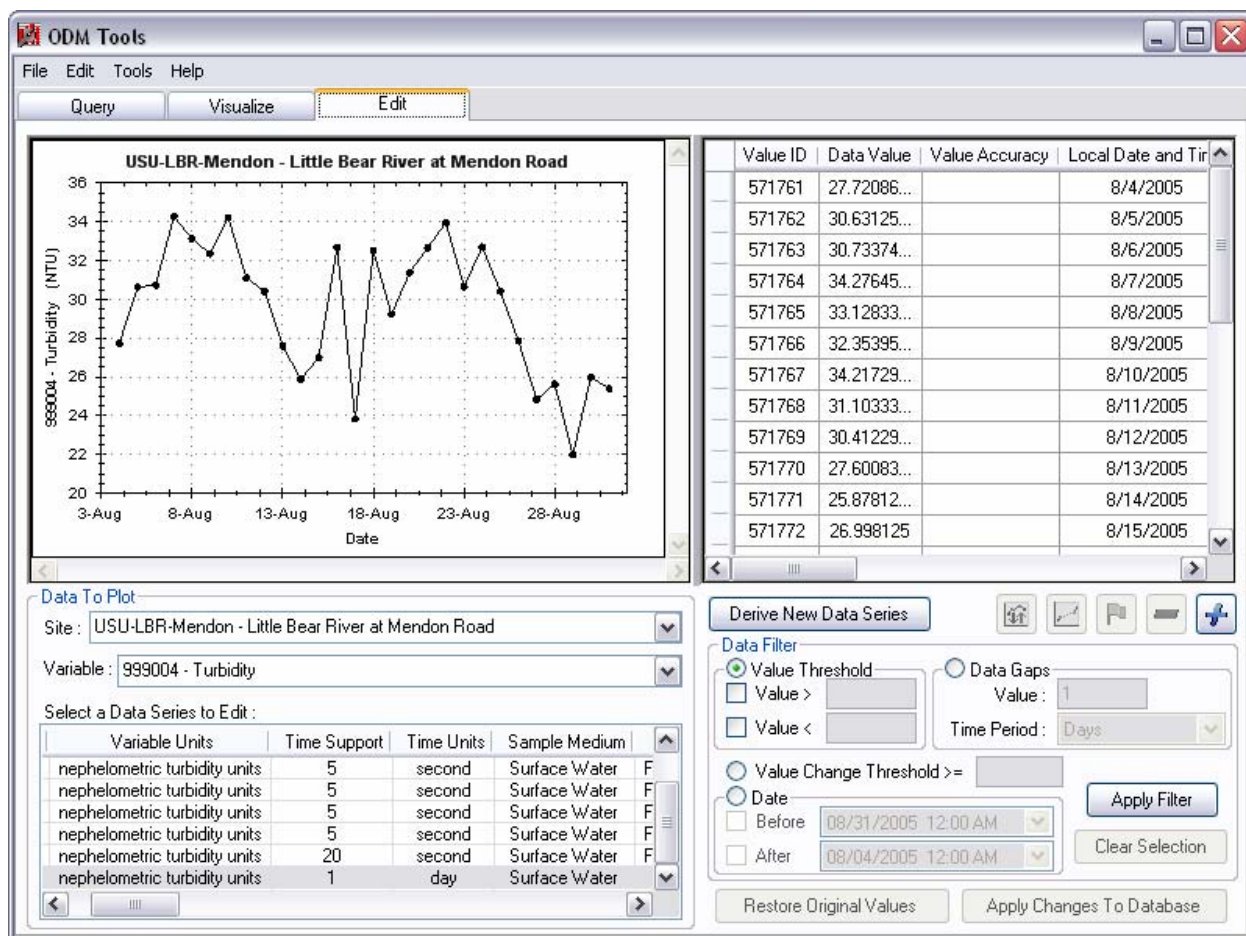 ODM Tools
File Edit Tools Help
Query Visualize Edit
USU-LBR-Mendon - Little Bear River at Mendon Road
999004 - Turbidity (NTU)
36
34
32
30
28
26
24
22
20
3-Aug 8-Aug 13-Aug 18-Aug 23-Aug 28-Aug
Date
Value ID Data Value Value Accuracy Local Date and Tir
571761 27.72086... 8/4/2005
571762 30.63125... 8/5/2005
571763 30.73374... 8/6/2005
571764 34.27645... 8/7/2005
571765 33.12833... 8/8/2005
571766 32.35395... 8/9/2005
571767 34.21729... 8/10/2005
571768 31.10333... 8/11/2005
571769 30.41229... 8/12/2005
571770 27.60083... 8/13/2005
571771 25.87812... 8/14/2005
571772 26.998125 8/15/2005
Data To Plot
Site : USU-LBR-Mendon - Little Bear River at Mendon Road
Variable : 999004 - Turbidity
Select a Data Series to Edit :
Variable Units Time Support Time Units Sample Medium
nephelometric turbidity units 5 second Surface Water F
nephelometric turbidity units 5 second Surface Water F
nephelometric turbidity units 5 second Surface Water F
nephelometric turbidity units 5 second Surface Water F
nephelometric turbidity units 20 second Surface Water F
nephelometric turbidity units 1 day Surface Water
Derive New Data Series
Data Filter
Value Threshold
Value >
Value <
Data Gaps
Value : 1
Time Period : Days
Value Change Threshold >=
Date
Before 08/31/2005 12:00 AM
After 08/04/2005 12:00 AM
Apply Filter
Clear Selection
Restore Original Values Apply Changes To Database